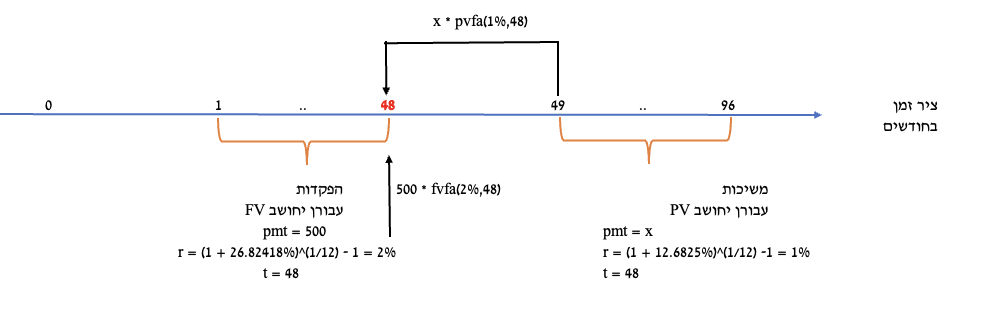 x * pvfa(1%,48)
0 1 .. 48 49 .. 96
ציר זמן
בחודשים
הפקדות
עבורן יחושב FV
pmt = 500
r = (1 + 26.82418%)^(1/12) - 1 = 2%
t = 48
500 * fvfa(2%,48)
משיכות
עבורן יחושב PV
pmt = x
r = (1 + 12.6825%)^(1/12) -1 = 1%
t = 48